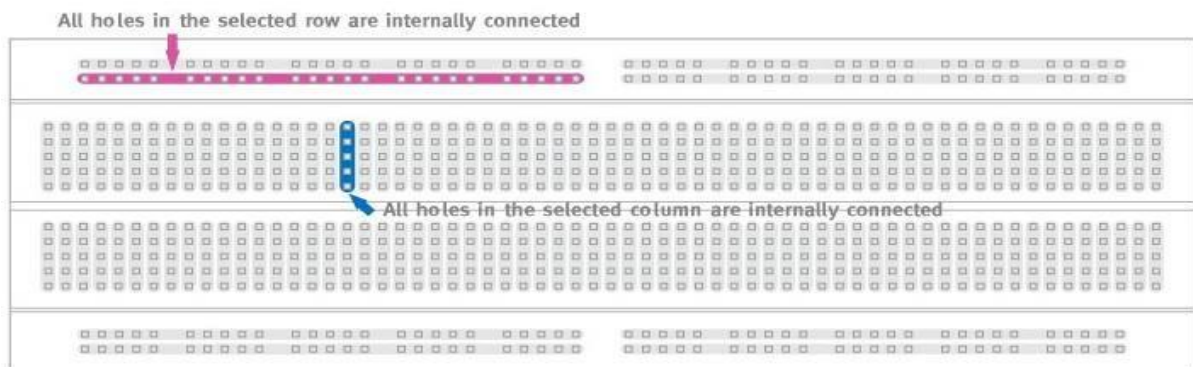 All holes in the selected row are internally connected
All holes in the selected column are internally connected